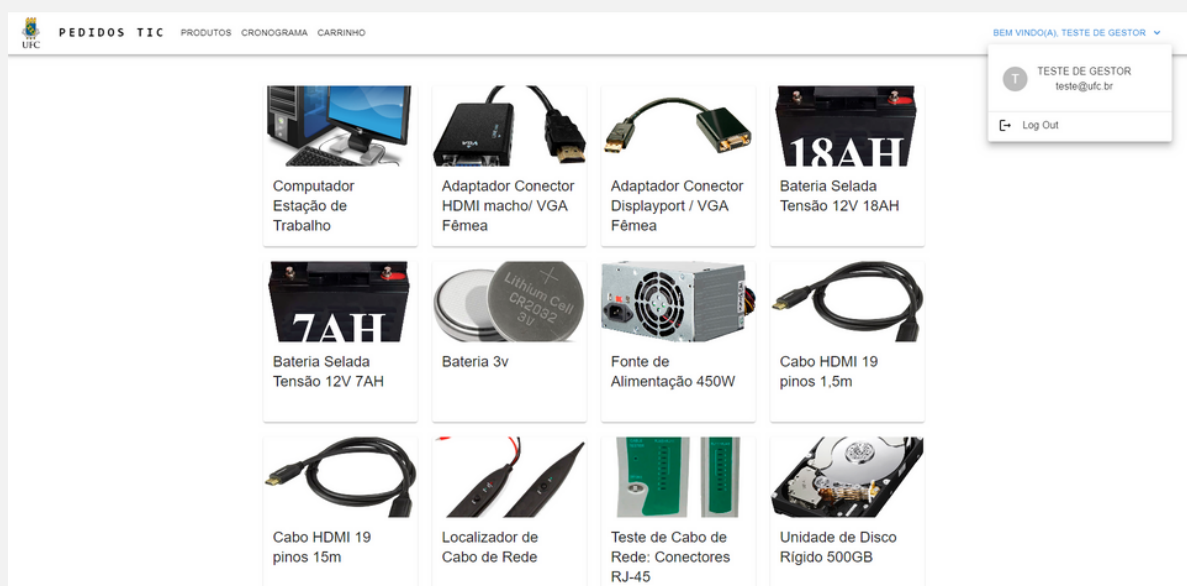 UFC
PEDIDOS TIC PRODUTOS CRONOGRAMA CARRINHO
BEM VINDO(A), TESTE DE GESTOR
T
TESTE DE GESTOR
teste@ufc.br
Log Out
VGA
18AH
Computador
Estação de
Trabalho
Adaptador Conector
HDMI macho/ VGA
Fêmea
Adaptador Conector
Displayport / VGA
Fêmea
Bateria Selada
Tensão 12V 18AH
7AH
Lithium Cell
CR2032
3V
Bateria Selada
Tensão 12V 7AH
Bateria 3v
Fonte de
Alimentação 450W
Cabo HDMI 19
pinos 1,5m
Cabo HDMI 19
pinos 15m
Localizador de
Cabo de Rede
Teste de Cabo de
Rede: Conectores
RJ-45
Unidade de Disco
Rígido 500GB